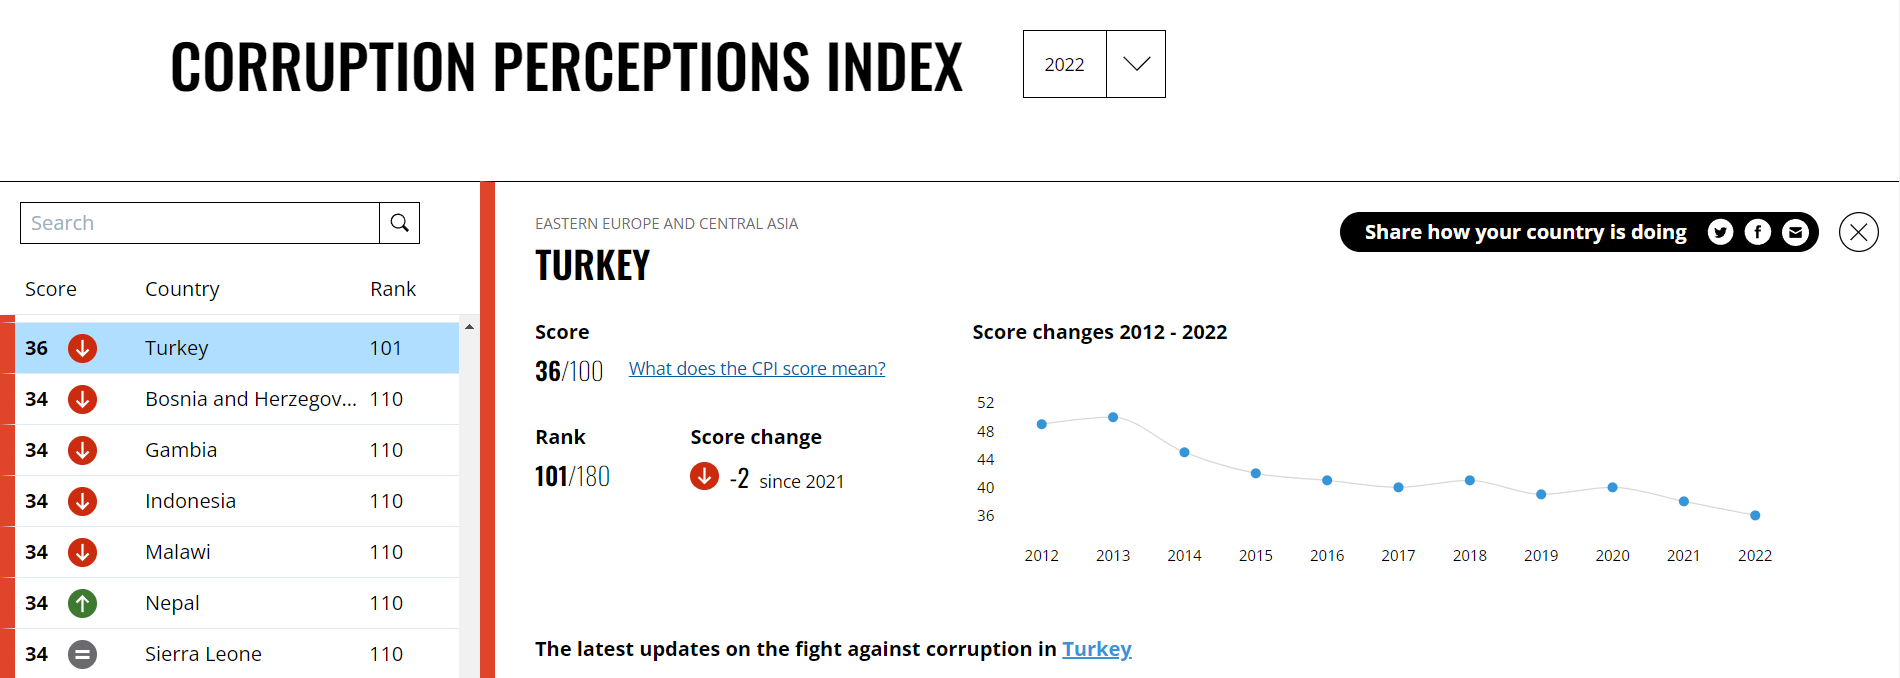 CORRUPTION PERCEPTIONS INDEX
2022
Search
Score Country Rank
36 Turkey 101
34 Bosnia and Herzegov... 110
34 Gambia 110
34 Indonesia 110
34 Malawi 110
34 Nepal 110
34 Sierra Leone 110
EASTERN EUROPE AND CENTRAL ASIA
TURKEY
Share how your country is doing
Score
36/100 What does the CPI score mean?
Rank
101/180
Score change
-2 since 2021
Score changes 2012 - 2022
52
48
44
40
36
2012 2013 2014 2015 2016 2017 2018 2019 2020 2021 2022
The latest updates on the fight against corruption in Turkey